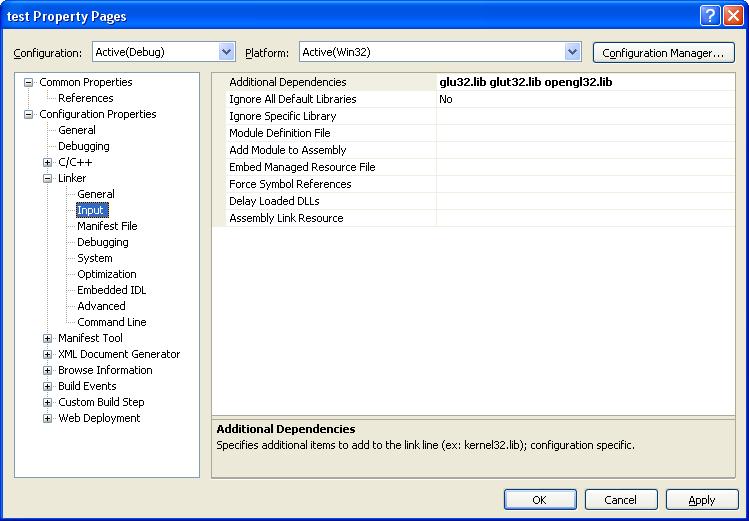 test Property Pages
Configuration: Active(Debug) Platform: Active(Win32) Configuration Manager...
Common Properties
References
Configuration Properties
General
Debugging
C/C++
Linker
General
Input
Manifest File
Debugging
System
Optimization
Embedded IDL
Advanced
Command Line
Manifest Tool
XML Document Generator
Browse Information
Build Events
Custom Build Step
Web Deployment
Additional Dependencies glu32.lib glut32.lib opengl32.lib
Ignore All Default Libraries No
Ignore Specific Library
Module Definition File
Add Module to Assembly
Embed Managed Resource File
Force Symbol References
Delay Loaded DLLs
Assembly Link Resource
Additional Dependencies
Specifies additional items to add to the link line (ex: kernel32.lib); configuration specific.
OK Cancel Apply